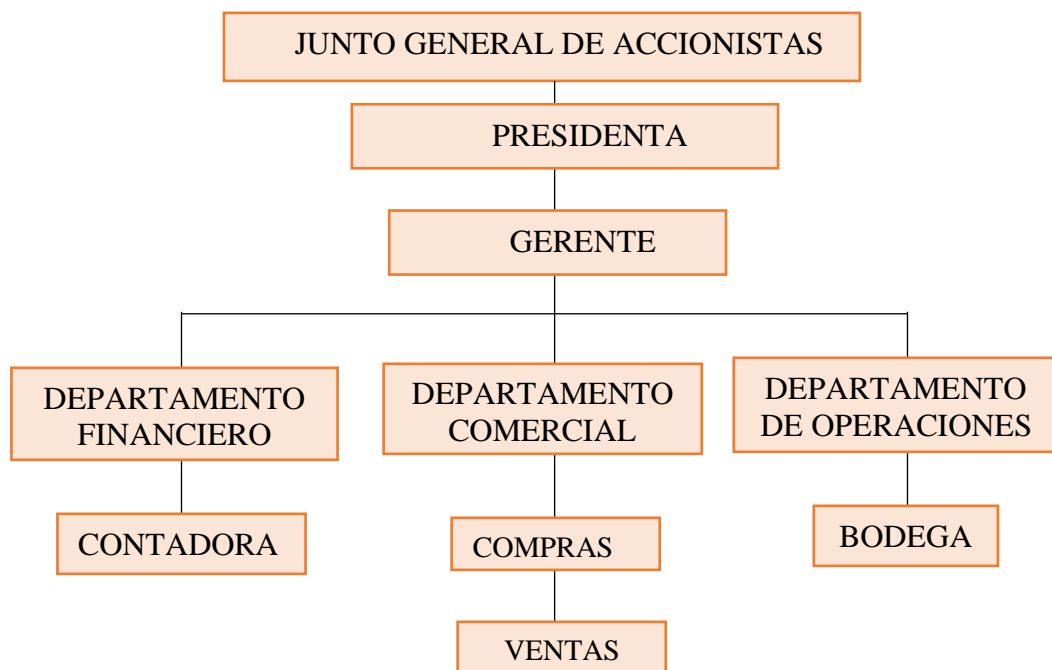 JUNTO GENERAL DE ACCIONISTAS
PRESIDENTA
GERENTE
DEPARTAMENTO
FINANCIERO
DEPARTAMENTO
COMERCIAL
DEPARTAMENTO
DE OPERACIONES
CONTADORA
COMPRAS
BODEGA
VENTAS